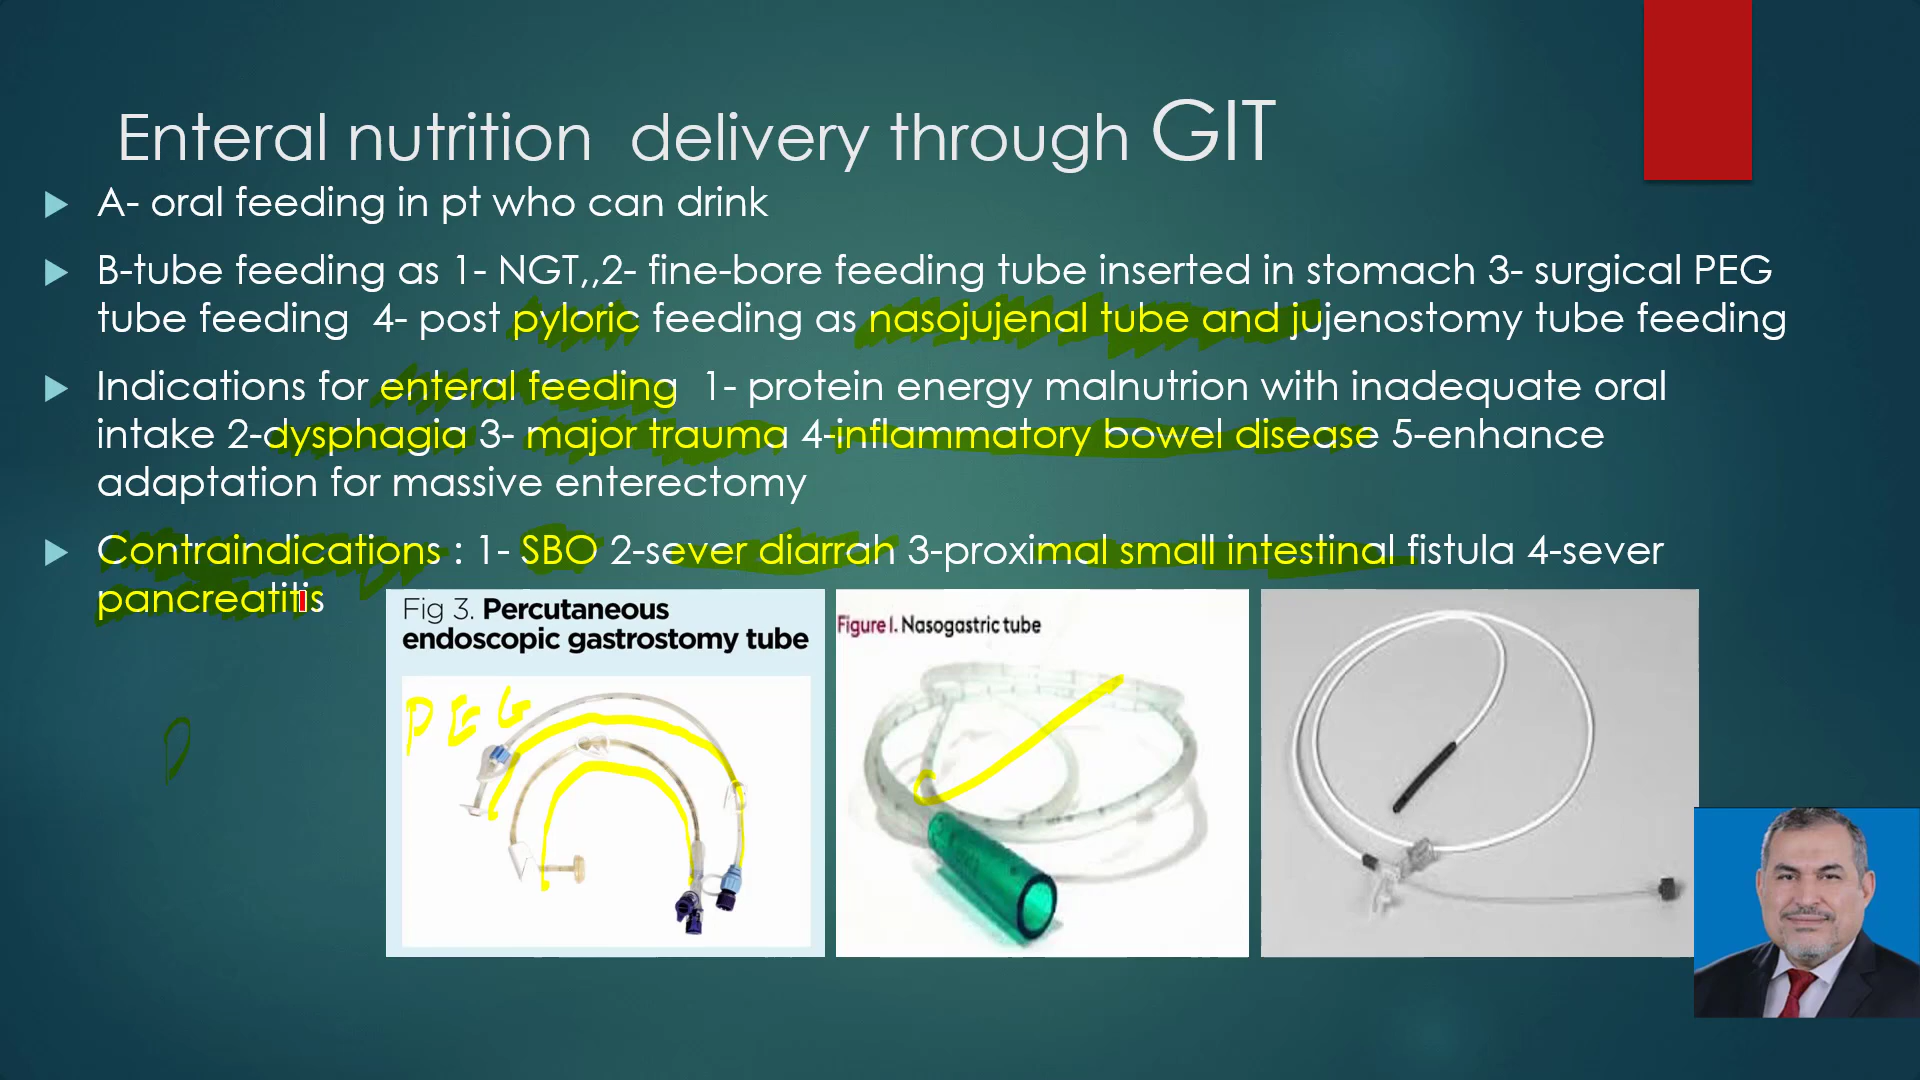 Enteral nutrition delivery through GIT
A- oral feeding in pt who can drink
B-tube feeding as 1- NGT,,2- fine-bore feeding tube inserted in stomach 3- surgical PEG
tube feeding 4- post pyloric feeding as nasojujenal tube and jujenostomy tube feeding
Indications for enteral feeding 1- protein energy malnutrition with inadequate oral
intake 2-dysphagia 3- major trauma 4-inflammatory bowel disease 5-enhance
adaptation for massive enterectomy
Contraindications : 1- SBO 2-sever diarrah 3-proximal small intestinal fistula 4-sever
pancreatitis
Fig 3. Percutaneous
endoscopic gastrostomy tube
PEG
Figure I. Nasogastric tube
P